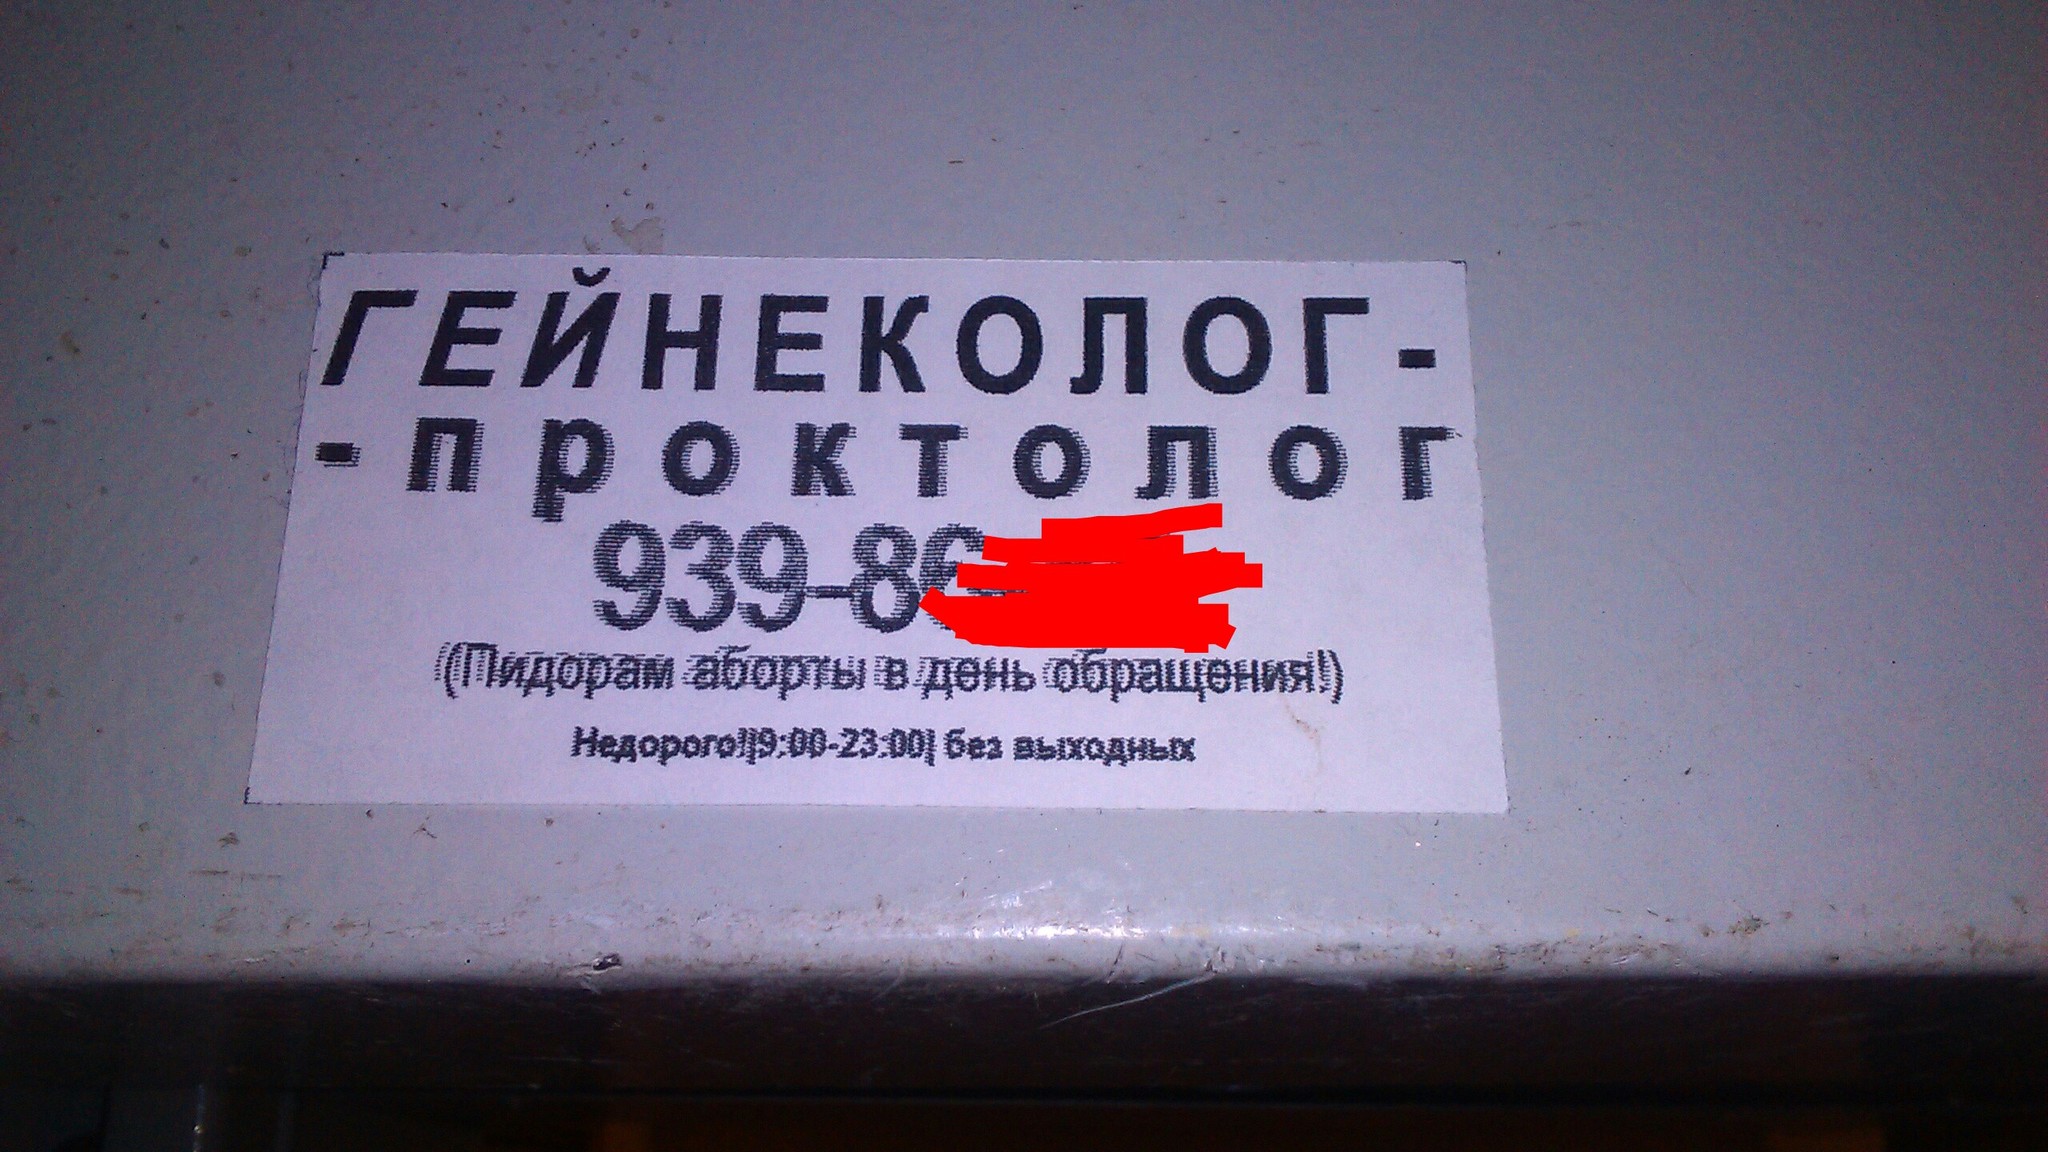 ГЕЙНЕКОЛОГ-
-проктолог
939-86-
(Пидорам аборты в день обращения!)
Недорого!|9:00-23:00| без выходных